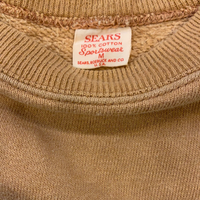 SEARS
100% COTTON
Sportswear
M
SEARS, ROEBUCK AND CO.
U.S.A.